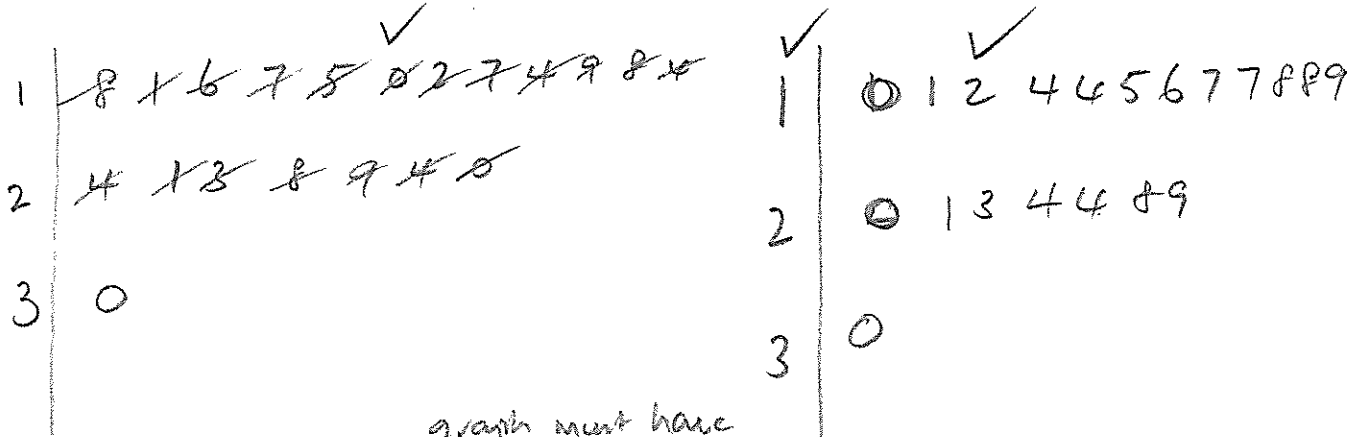 1 | 8 1 6 7 5 0 2 7 4 9 8 4
2 | 4 1 3 8 9 4 0
3 | 0
1 | 0 1 2 4 4 5 6 7 7 8 8 9
2 | 0 1 3 4 4 8 9
3 | 0
graph must have